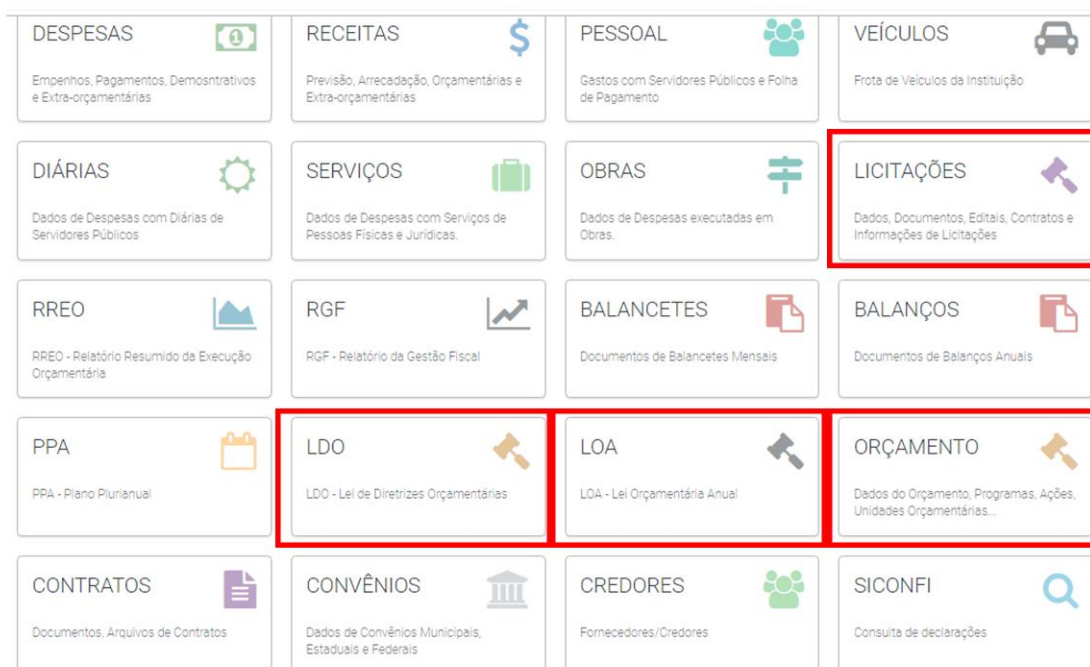 DESPESAS
Empenhos, Pagamentos, Demosntrativos
e Extra-orçamentárias
RECEITAS
Previsão, Arrecadação, Orçamentárias e
Extra-orçamentárias
PESSOAL
Gastos com Servidores Públicos e Folha
de Pagamento
VEÍCULOS
Frota de Veículos da Instituição
DIÁRIAS
Dados de Despesas com Diárias de
Servidores Públicos
SERVIÇOS
Dados de Despesas com Serviços de
Pessoas Físicas e Jurídicas.
OBRAS
Dados de Despesas executadas em
Obras.
LICITAÇÕES
Dados, Documentos, Editais, Contratos e
Informações de Licitações
RREO
RREO - Relatório Resumido da Execução
Orçamentária
RGF
RGF - Relatório da Gestão Fiscal
BALANCETES
Documentos de Balancetes Mensais
BALANÇOS
Documentos de Balanços Anuais
PPA
PPA - Plano Plurianual
LDO
LDO - Lei de Diretrizes Orçamentárias
LOA
LOA - Lei Orçamentária Anual
ORÇAMENTO
Dados do Orçamento, Programas, Ações,
Unidades Orçamentárias...
CONTRATOS
Documentos, Arquivos de Contratos
CONVÊNIOS
Dados de Convênios Municipais,
Estaduais e Federais
CREDORES
Fornecedores/Credores
SICONFI
Consulta de declarações